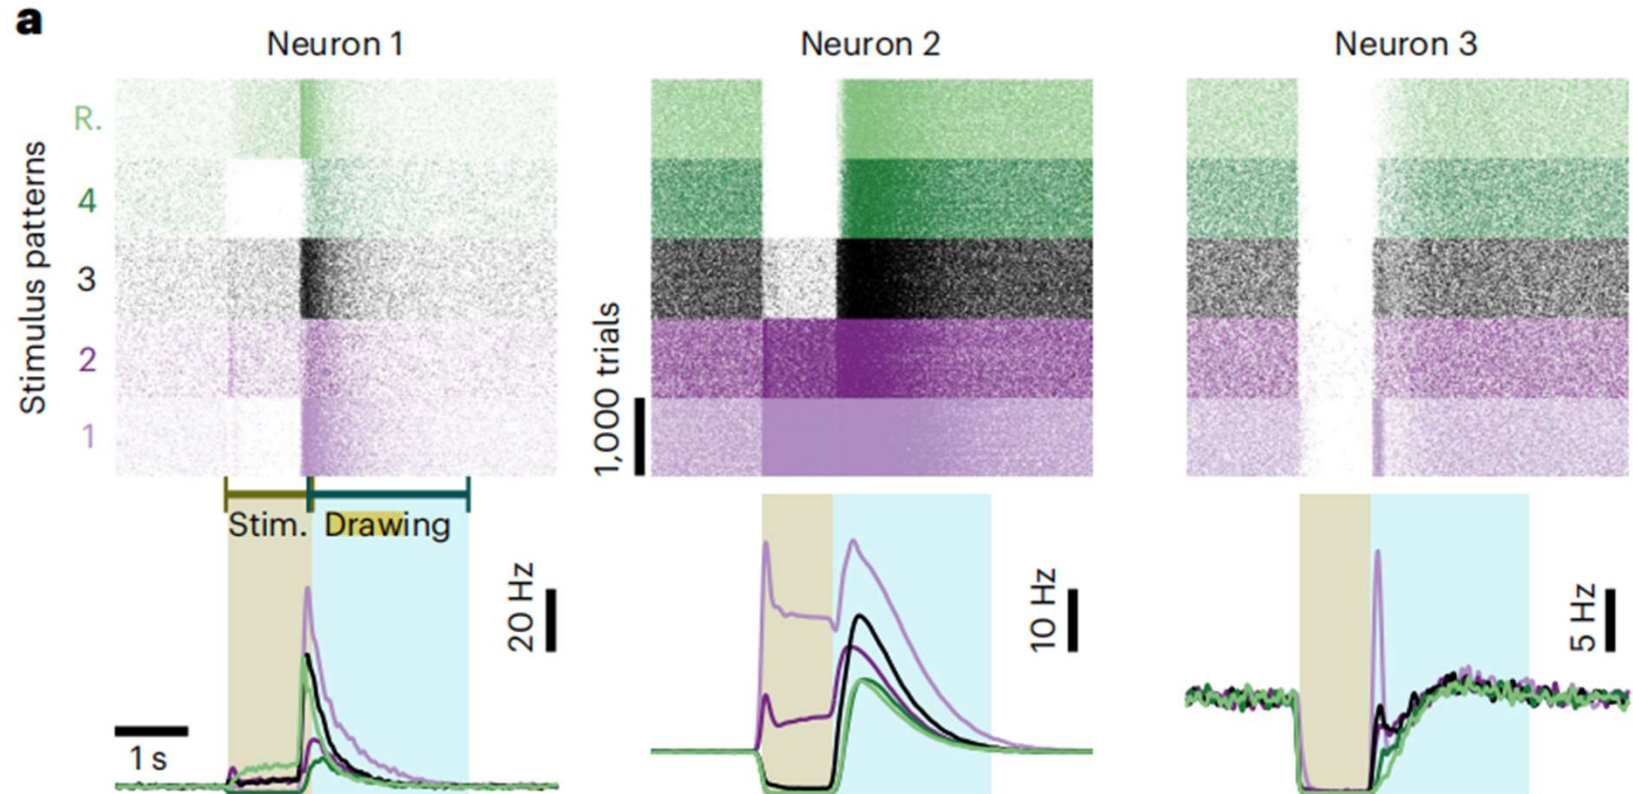 a
Neuron 1
Neuron 2
Neuron 3
Stimulus patterns
R.
4
3
2
1
1,000 trials
Stim.
Drawing
20 Hz
10 Hz
5 Hz
1 s